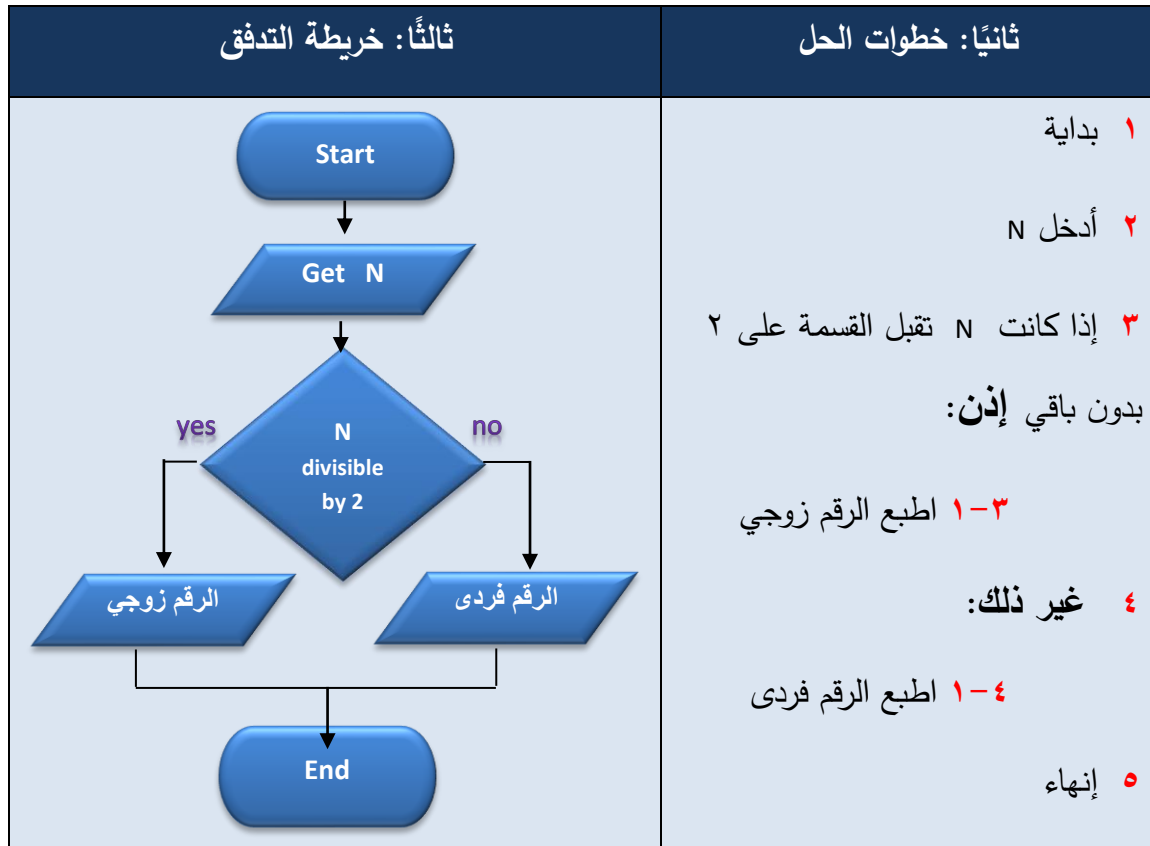 ثانيًا: خطوات الحل
١ بداية
٢ أدخل N
٣ إذا كانت N تقبل القسمة على ٢
بدون باقي إذن:
٣-١ اطبع الرقم زوجي
٤ غير ذلك:
٤-١ اطبع الرقم فردى
٥ إنهاء
ثالثًا: خريطة التدفق
Start
Get N
yes
N
divisible
by 2
no
الرقم زوجي
الرقم فردى
End